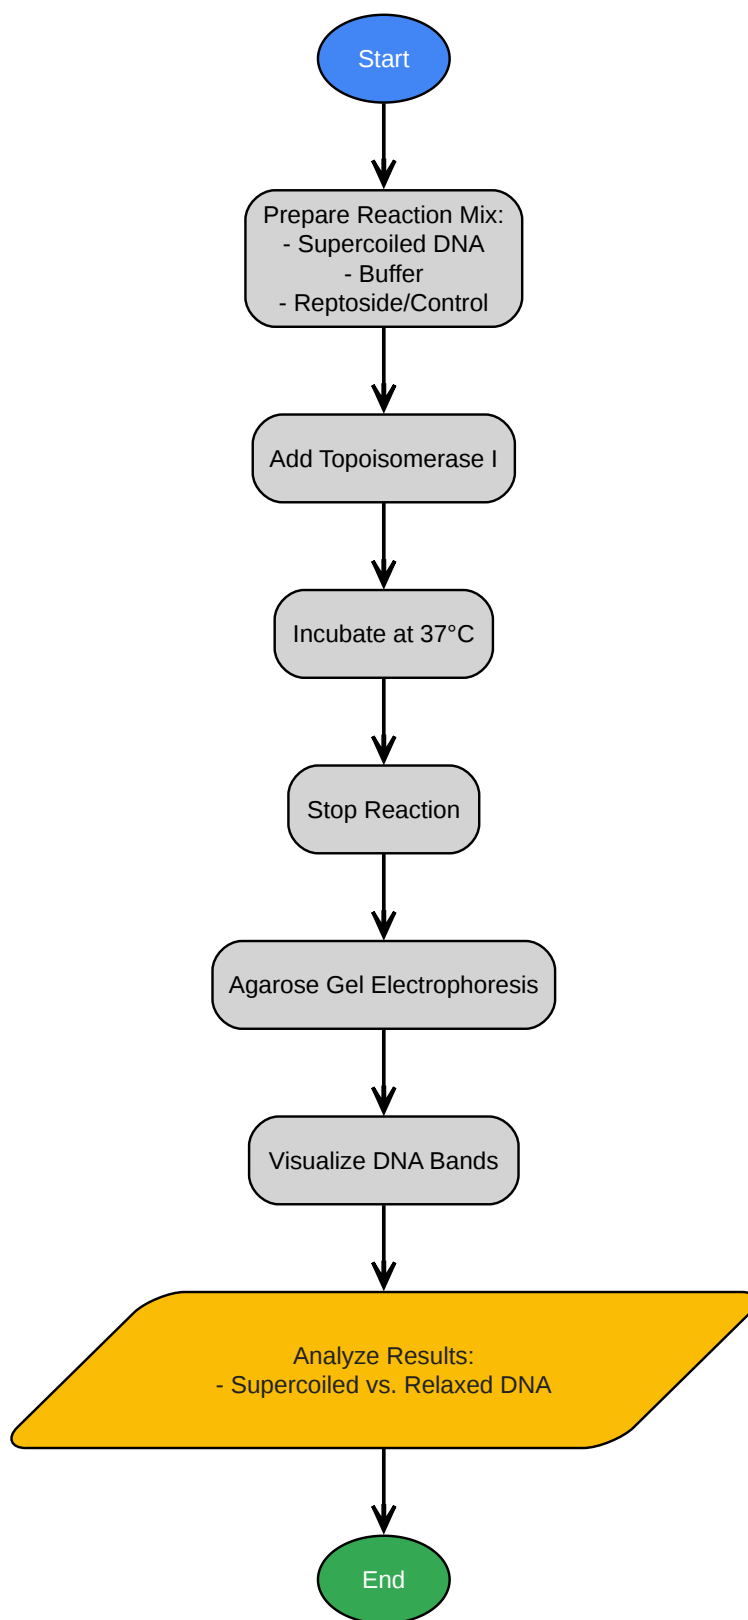 Start
Prepare Reaction Mix:
- Supercoiled DNA
- Buffer
- Reptoside/Control
Add Topoisomerase I
Incubate at 37°C
Stop Reaction
Agarose Gel Electrophoresis
Visualize DNA Bands
Analyze Results:
- Supercoiled vs. Relaxed DNA
End